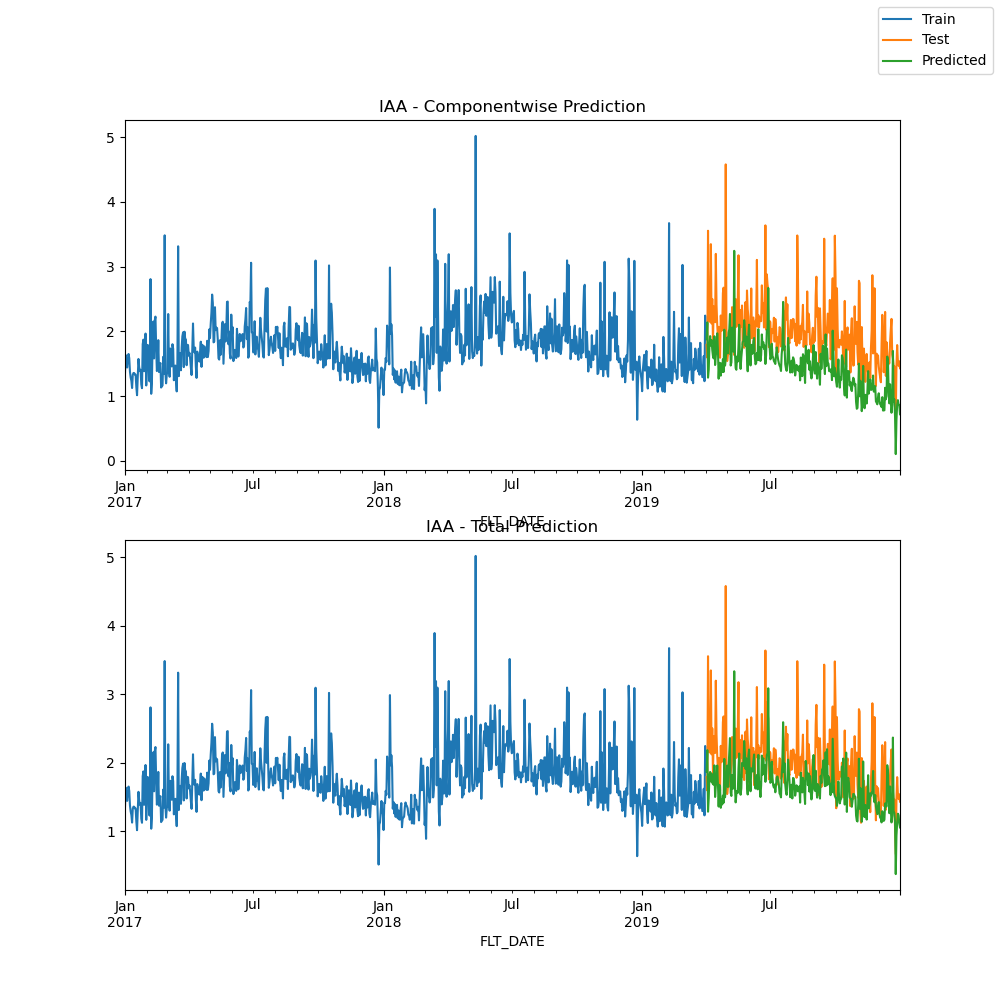 Train
Test
Predicted
IAA - Componentwise Prediction
5
4
3
2
1
0
Jan Jul Jan Jul Jan Jul
2017 2018 2019
FLT_DATE
IAA - Total Prediction
5
4
3
2
1
Jan Jul Jan Jul Jan Jul
2017 2018 2019
FLT_DATE